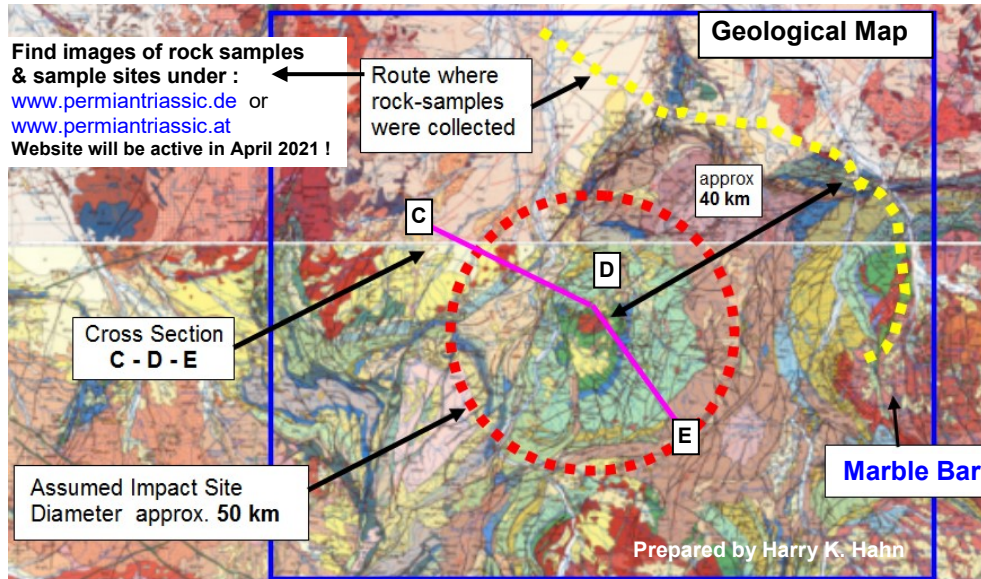 Geological Map
Find images of rock samples
& sample sites under :
www.permiantriassic.de or
www.permiantriassic.at
Website will be active in April 2021 !
Route where
rock-samples
were collected
approx
40 km
C
D
Cross Section
C - D - E
E
Marble Bar
Assumed Impact Site
Diameter approx. 50 km
Prepared by Harry K. Hahn